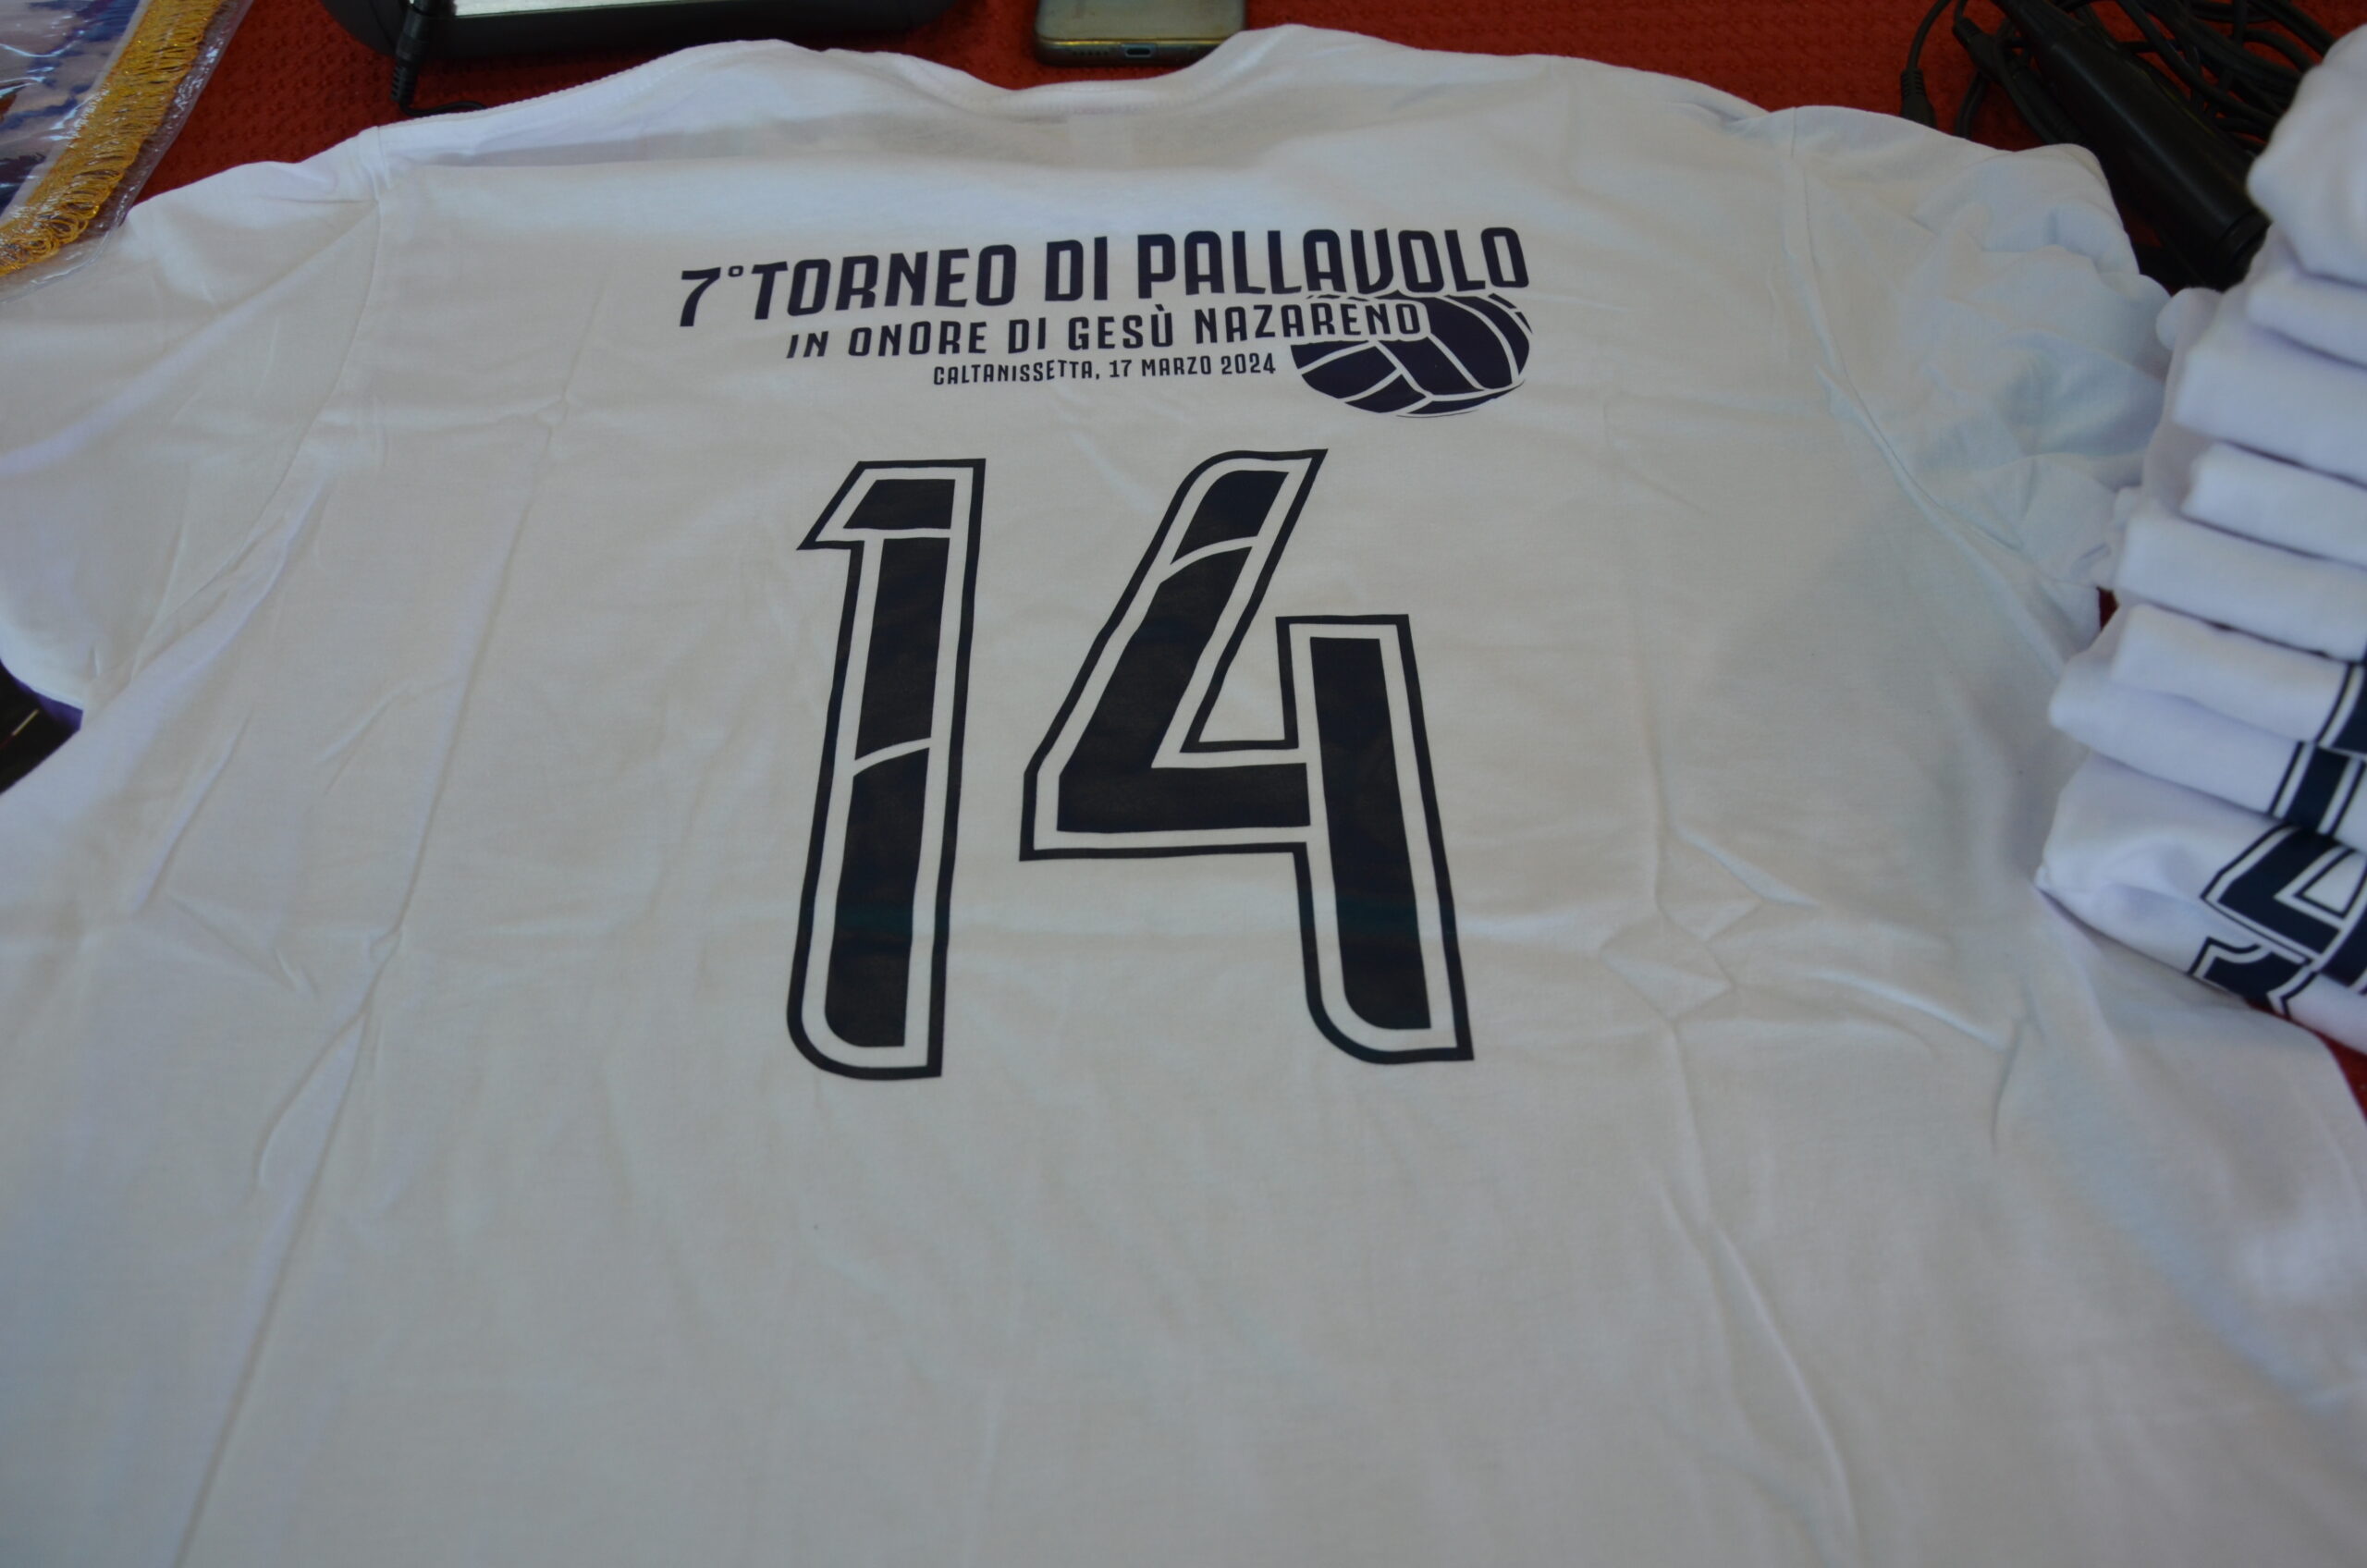 7° TORNEO DI PALLAVOLO
IN ONORE DI GESÙ NAZARENO
CALTANISSETTA, 17 MARZO 2024
14